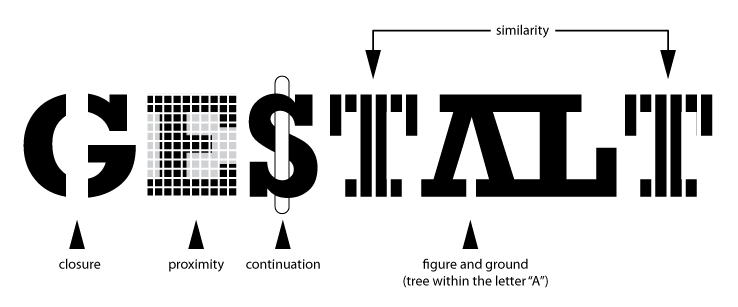 similarity
GESTALT
closure
proximity
continuation
figure and ground
(tree within the letter “A”)